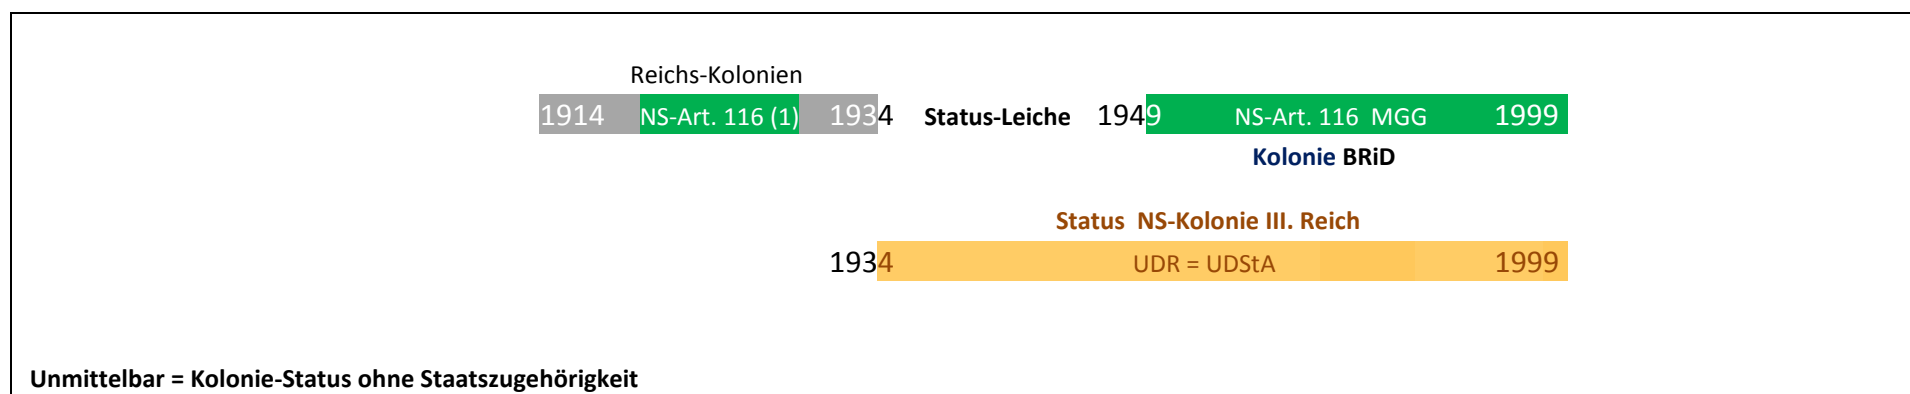 Reichs-Kolonien
1914 NS-Art. 116 (1) 1934 Status-Leiche 1949 NS-Art. 116 MGG 1999
Kolonie BRiD
Status NS-Kolonie III. Reich
1934 UDR = UDStA 1999
Unmittelbar = Kolonie-Status ohne Staatszugehörigkeit